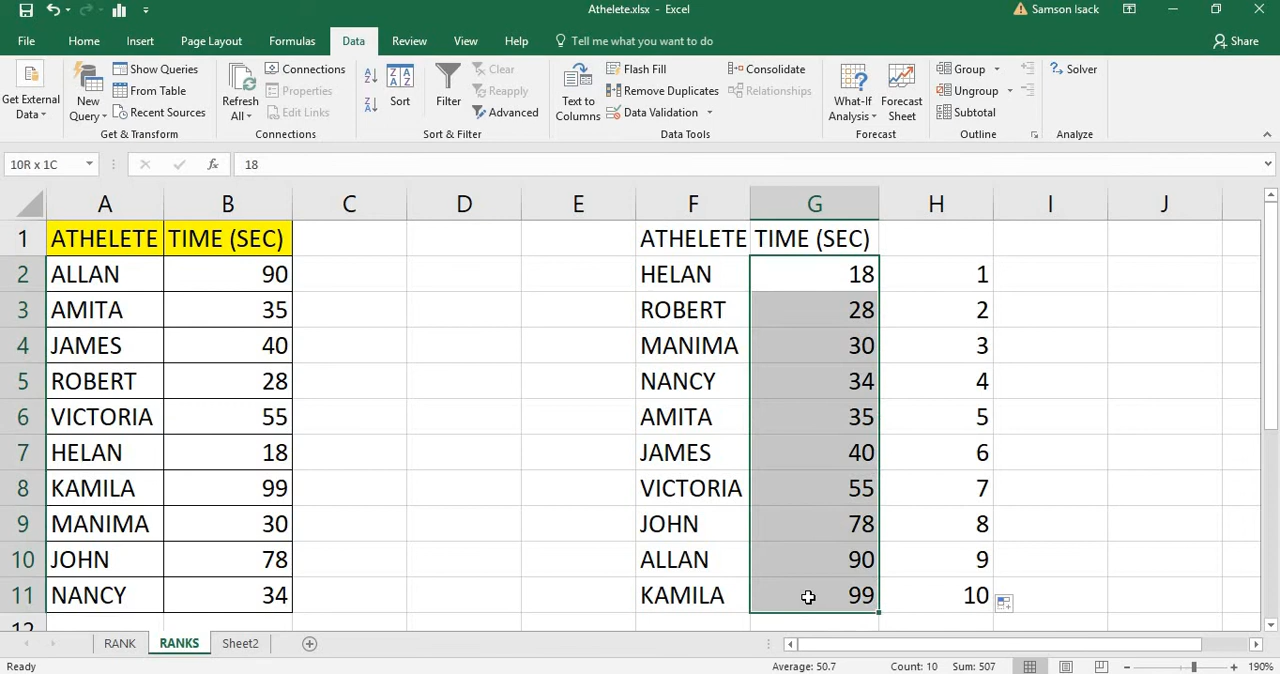 Athelete.xlsx - Excel
Samson Isack
File Home Insert Page Layout Formulas Data Review View Help Tell me what you want to do Share
Get External Data
New Query
Show Queries
From Table
Recent Sources
Get & Transform
Refresh All
Connections
Properties
Edit Links
Connections
Sort
Filter
Clear
Reapply
Advanced
Sort & Filter
Text to Columns
Flash Fill
Remove Duplicates
Data Validation
Consolidate
Relationships
Data Tools
What-If Analysis
Forecast Sheet
Forecast
Group
Ungroup
Subtotal
Outline
Solver
Analyze
10R x 1C fx 18
A B C D E F G H I J
1 ATHELETE TIME (SEC) ATHELETE TIME (SEC)
2 ALLAN 90 HELAN 18 1
3 AMITA 35 ROBERT 28 2
4 JAMES 40 MANIMA 30 3
5 ROBERT 28 NANCY 34 4
6 VICTORIA 55 AMITA 35 5
7 HELAN 18 JAMES 40 6
8 KAMILA 99 VICTORIA 55 7
9 MANIMA 30 JOHN 78 8
10 JOHN 78 ALLAN 90 9
11 NANCY 34 KAMILA 99 10
12
RANK RANKS Sheet2
Ready Average: 50.7 Count: 10 Sum: 507 190%